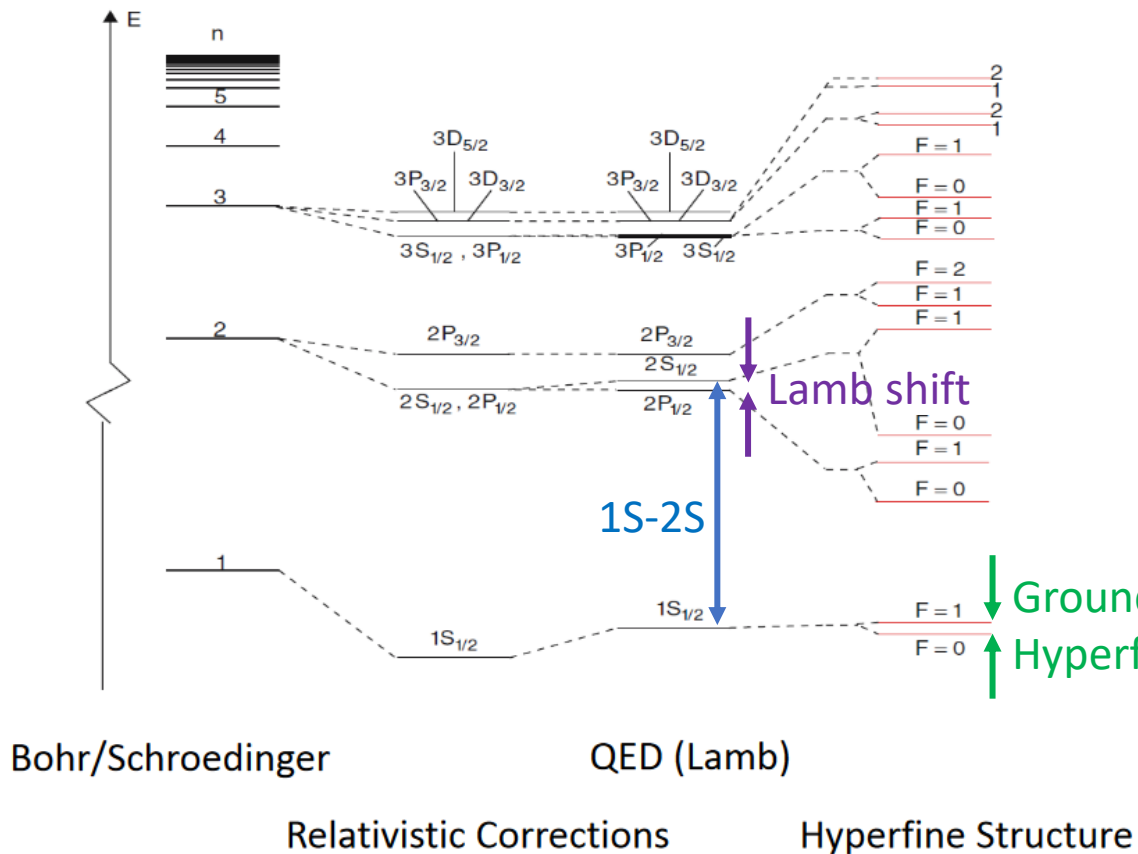 E
n
5
4
3
2
1
3D5/2
3P3/2 3D3/2
3S1/2 , 3P1/2
2P3/2
2S1/2, 2P1/2
1S1/2
3D5/2
3P3/2 3D3/2
3P1/2 3S1/2
2P3/2
2S1/2
2P1/2
Lamb shift
1S-2S
1S1/2
2
1
2
1
F = 1
F = 0
F = 1
F = 0
F = 2
F = 1
F = 1
F = 0
F = 1
F = 0
F = 1
F = 0
Hyperfine Structure
Bohr/Schroedinger
QED (Lamb)
Relativistic Corrections